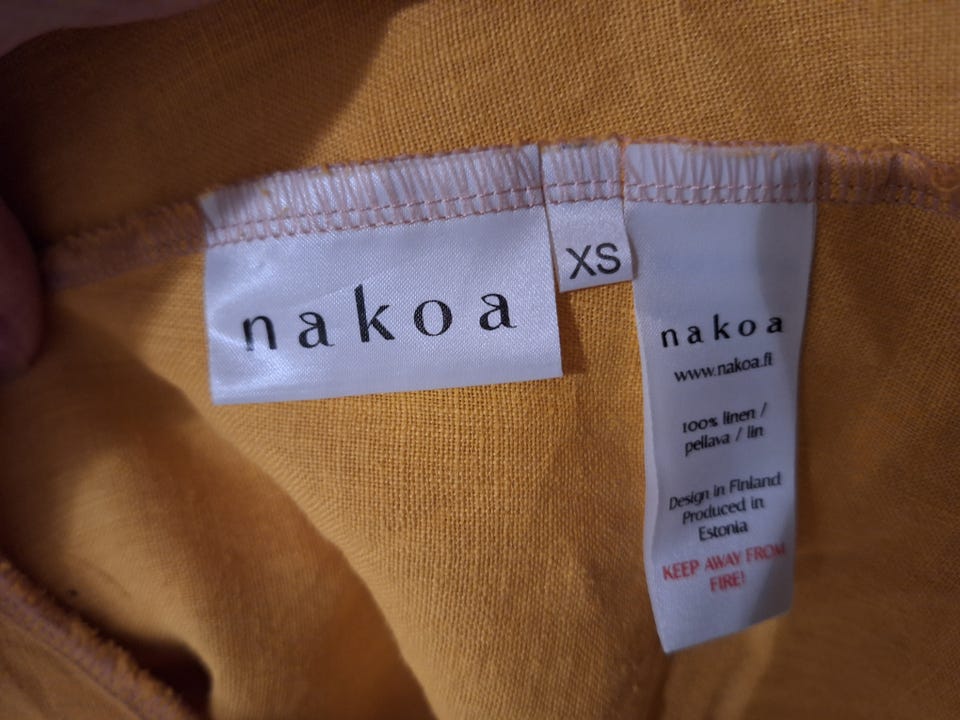 nakoa
XS
nakoa
www.nakoa.fi
100% linen /
pellava / lin
Design in Finland
Produced in
Estonia
KEEP AWAY FROM
FIRE!